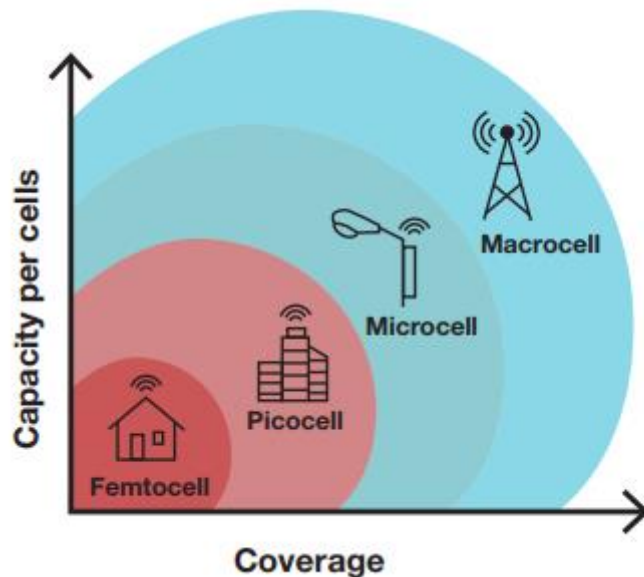 Capacity per cells
Macrocell
Microcell
Picocell
Femtocell
Coverage